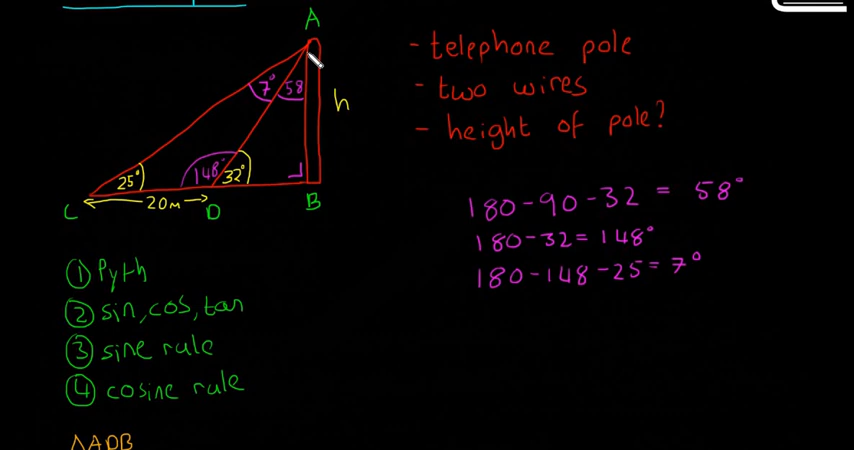 A
- telephone pole
- two wires
- height of pole?
7° 58
h
25° 148° 32°
C 20m D B
180-90-32 = 58°
180-32=148°
180-148-25=7°
① Pyth
② sin, cos, tan
③ sine rule
④ cosine rule
△ADB